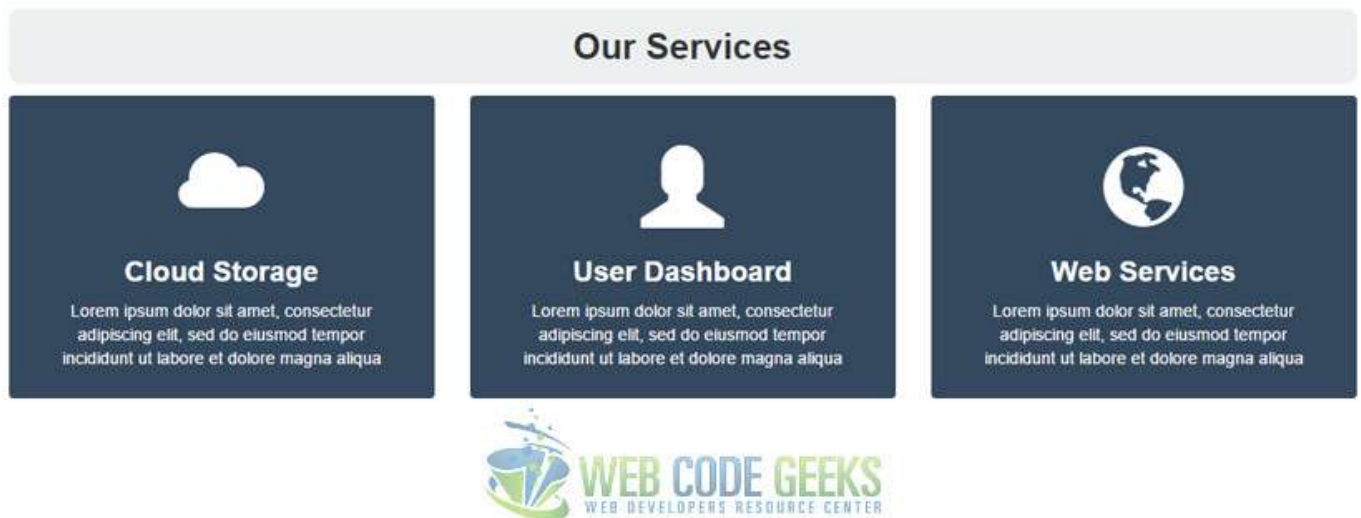 Our Services
Cloud Storage
Lorem ipsum dolor sit amet, consectetur
adipiscing elit, sed do eiusmod tempor
incididunt ut labore et dolore magna aliqua
User Dashboard
Lorem ipsum dolor sit amet, consectetur
adipiscing elit, sed do eiusmod tempor
incididunt ut labore et dolore magna aliqua
Web Services
Lorem ipsum dolor sit amet, consectetur
adipiscing elit, sed do eiusmod tempor
incididunt ut labore et dolore magna aliqua
WEB CODE GEEKS
WEB DEVELOPERS RESOURCE CENTER